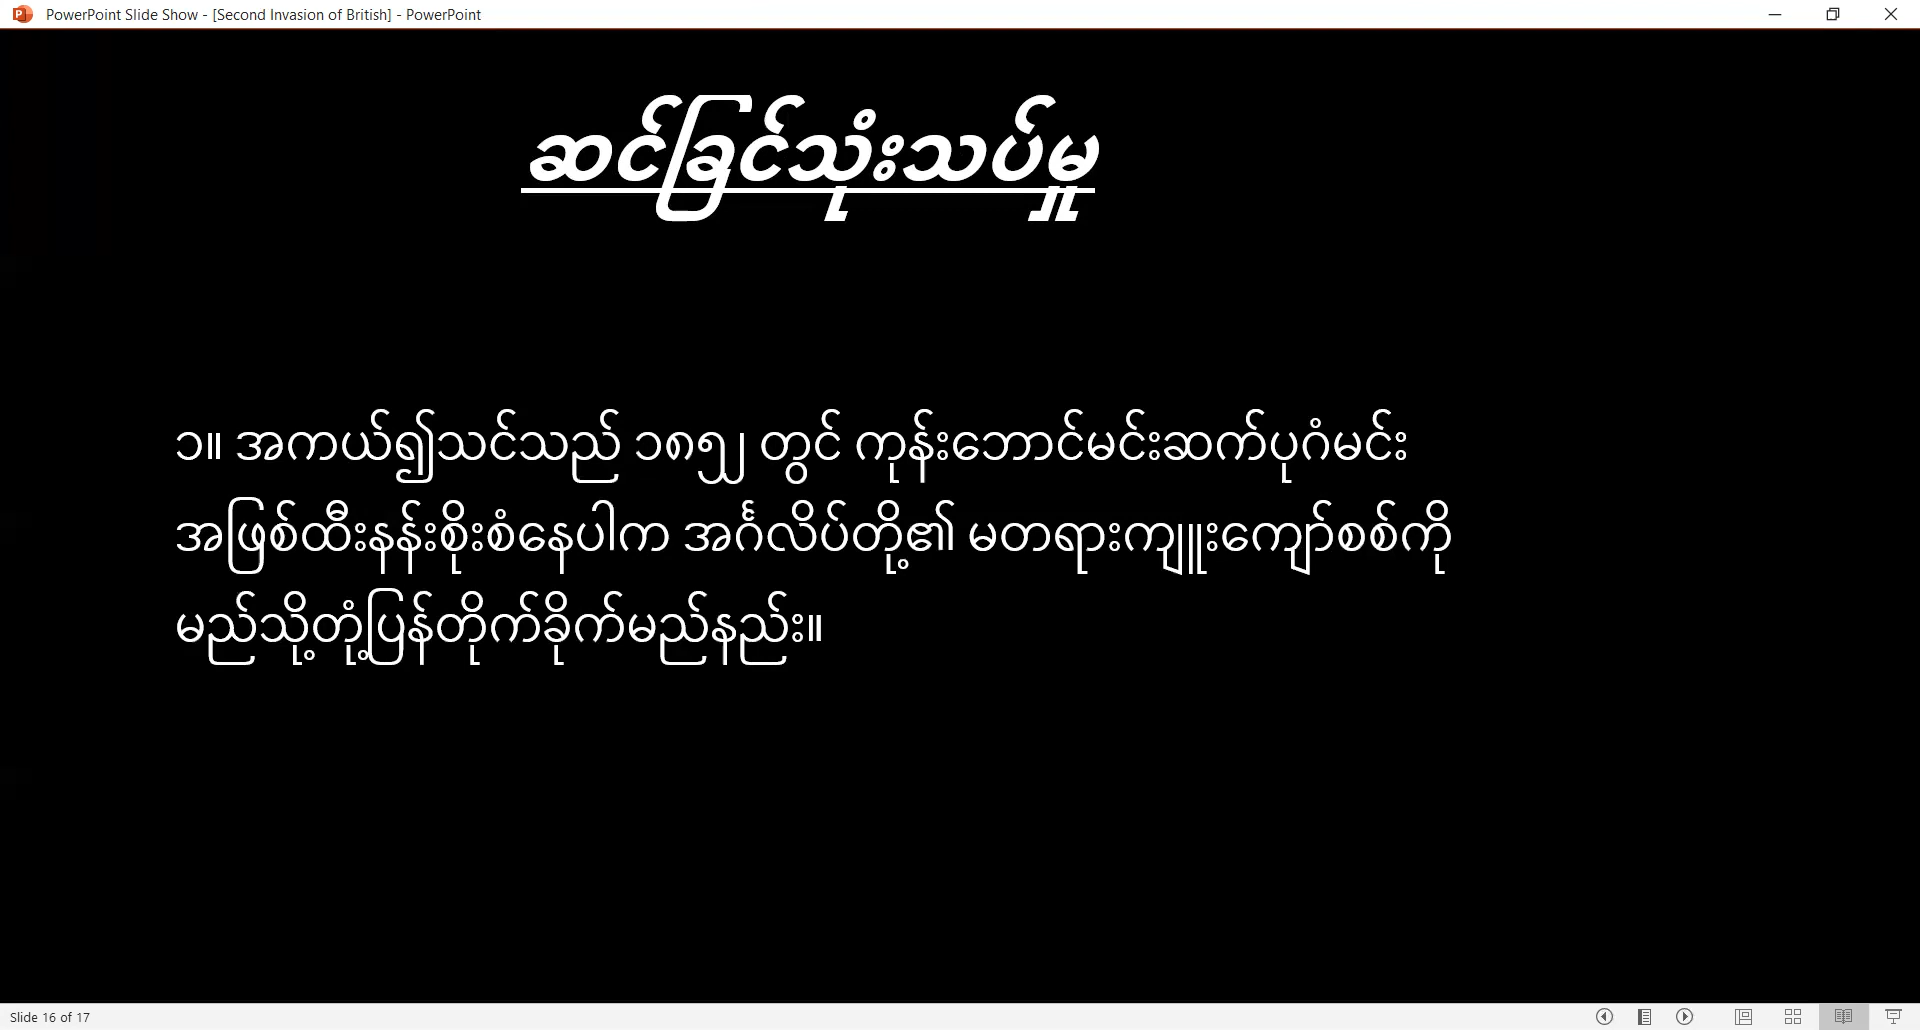 PowerPoint Slide Show - [Second Invasion of British] - PowerPoint
ဆင်ခြင်သုံးသပ်မှု
၁။ အကယ်၍သင်သည် ၁၈၅၂ တွင် ကုန်းဘောင်မင်းဆက်ပုဂံမင်း
အဖြစ်ထီးနန်းစိုးစံနေပါက အင်္ဂလိပ်တို့၏ မတရားကျူးကျော်စစ်ကို
မည်သို့တုံ့ပြန်တိုက်ခိုက်မည်နည်း။
Slide 16 of 17